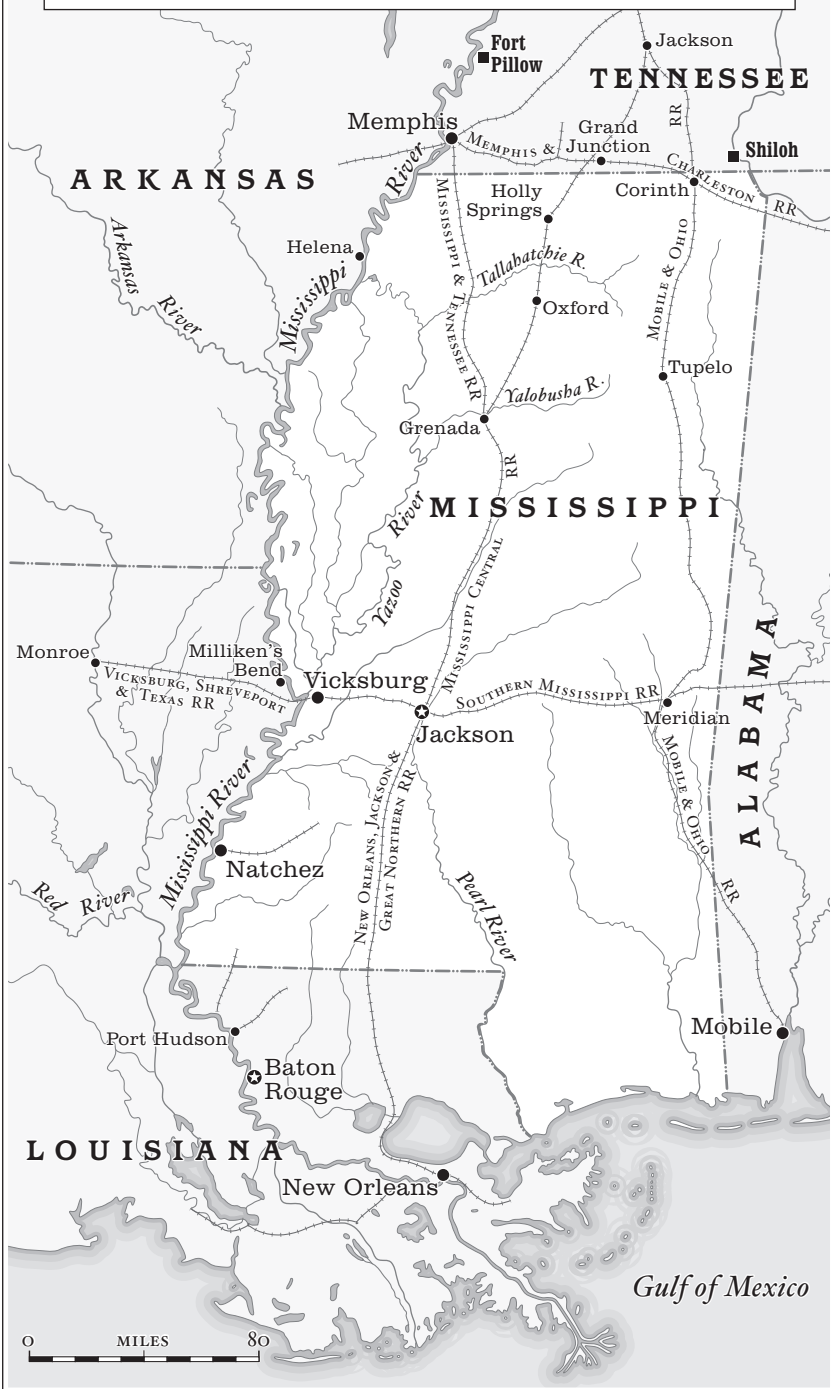 Fort
Pillow
Jackson
TENNESSEE
Memphis
MEMPHIS &
Grand
Junction
RR
Shiloh
CHARLESTON
RR
ARKANSAS
River
Holly
Springs
Corinth
Arkansas
River
Helena
Mississippi
MISSISSIPPI & TENNESSEE RR
Tallahatchie R.
Oxford
MOBILE & OHIO
Tupelo
Yalobusha R.
Grenada
RR
River
MISSISSIPPI
Yazoo
MISSISSIPPI CENTRAL
Monroe
Milliken's
Bend
VICKSBURG, SHREVEPORT
& TEXAS RR
Vicksburg
SOUTHERN MISSISSIPPI RR
Jackson
Meridian
ALABAMA
MOBILE & OHIO
RR
Mississippi River
NEW ORLEANS, JACKSON &
GREAT NORTHERN RR
Natchez
Red River
Pearl River
Port Hudson
Mobile
Baton
Rouge
LOUISIANA
New Orleans
Gulf of Mexico
0 MILES 80